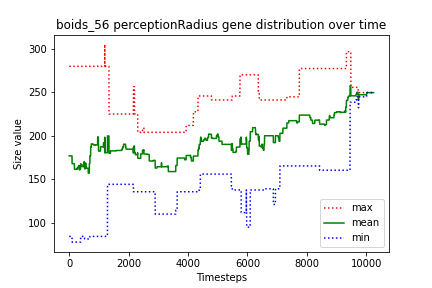 boids_56 perceptionRadius gene distribution over time
Size value
300
250
200
150
100
0
2000
4000
6000
8000
10000
Timesteps
max
mean
min